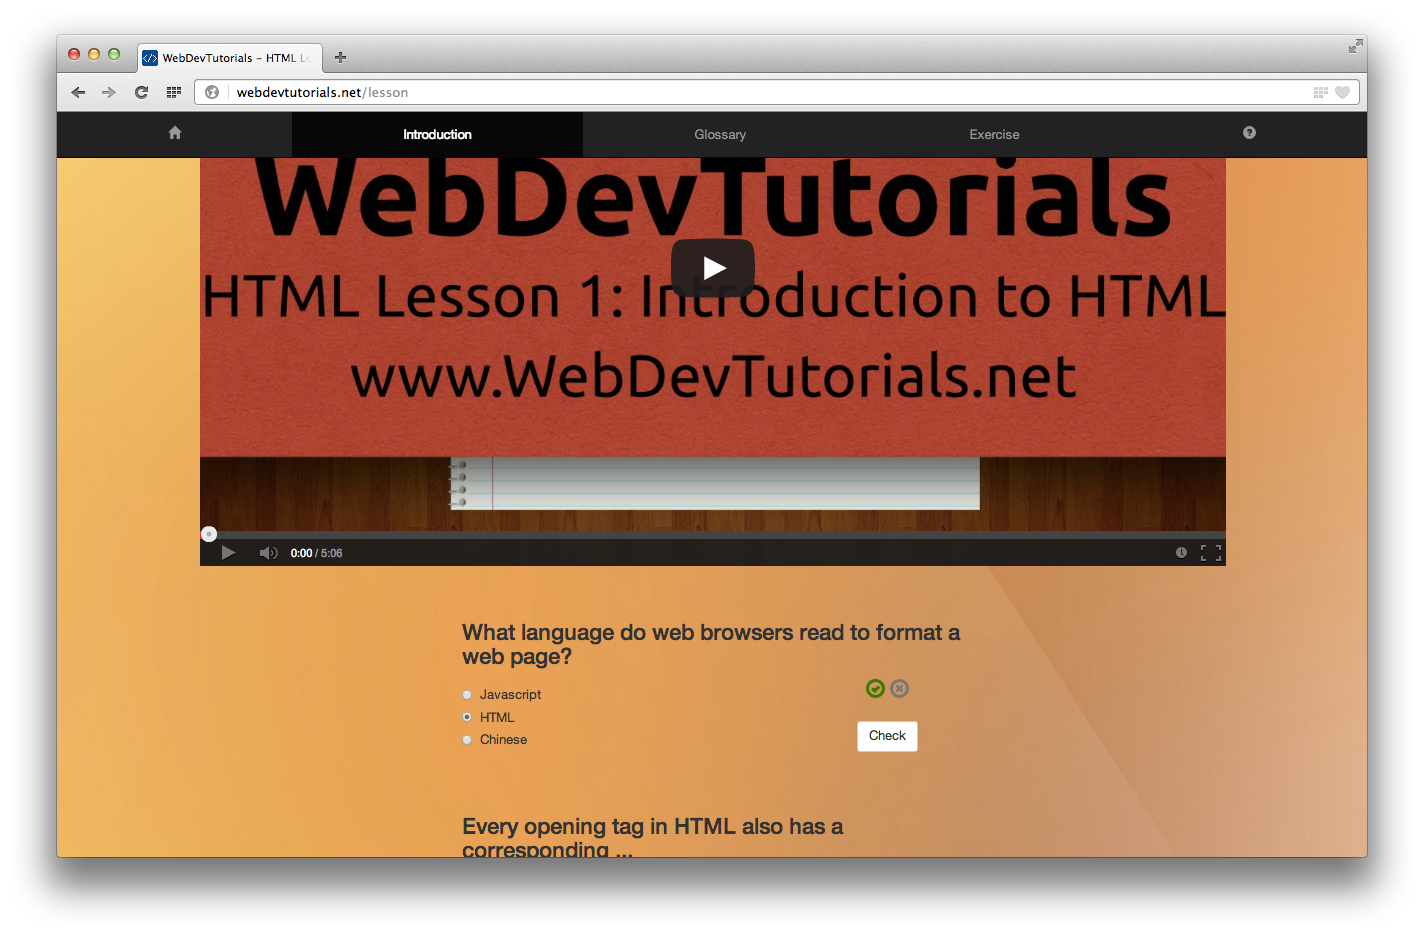 WebDevTutorials – HTML Le
webdevtutorials.net/lesson
Introduction
Glossary
Exercise
WebDevTutorials
HTML Lesson 1: Introduction to HTML
www.WebDevTutorials.net
0:00 / 5:06
What language do web browsers read to format a
web page?
Javascript
HTML
Chinese
Check
Every opening tag in HTML also has a
corresponding ...